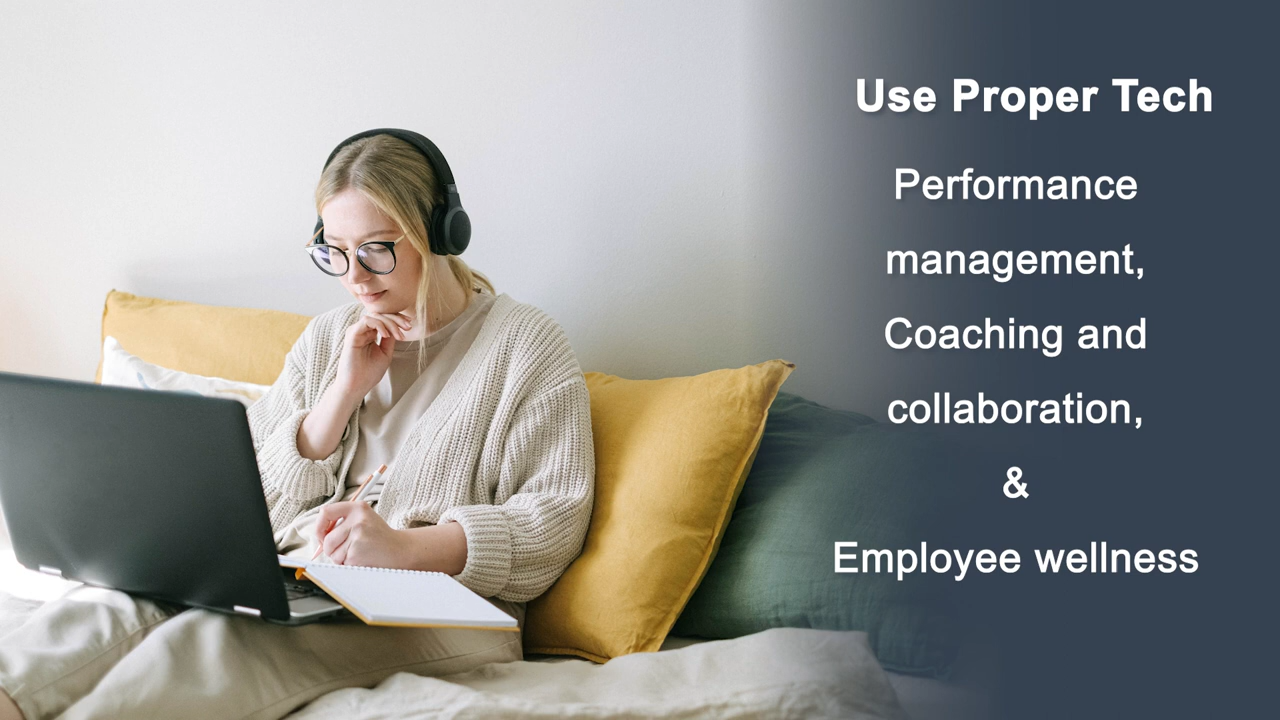 Use Proper Tech
Performance
management,
Coaching and
collaboration,
&
Employee wellness